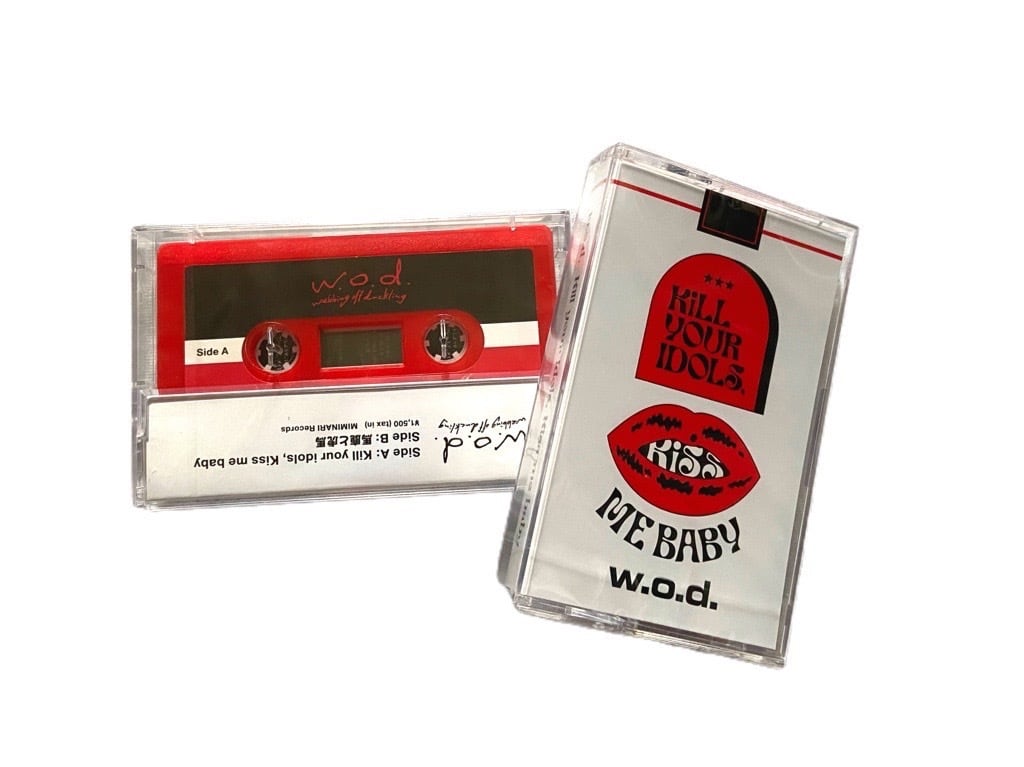 w.o.d.
webbing off duckling
Side A
Side A: Kill your idols, Kiss me baby
Side B: 馬鹿と虎馬
¥1,500 (tax in) MIMINARI Records
w.o.d.
webbing off duckling
KiLL
YOUR
IDOLS.
KiSS
ME BABY
w.o.d.